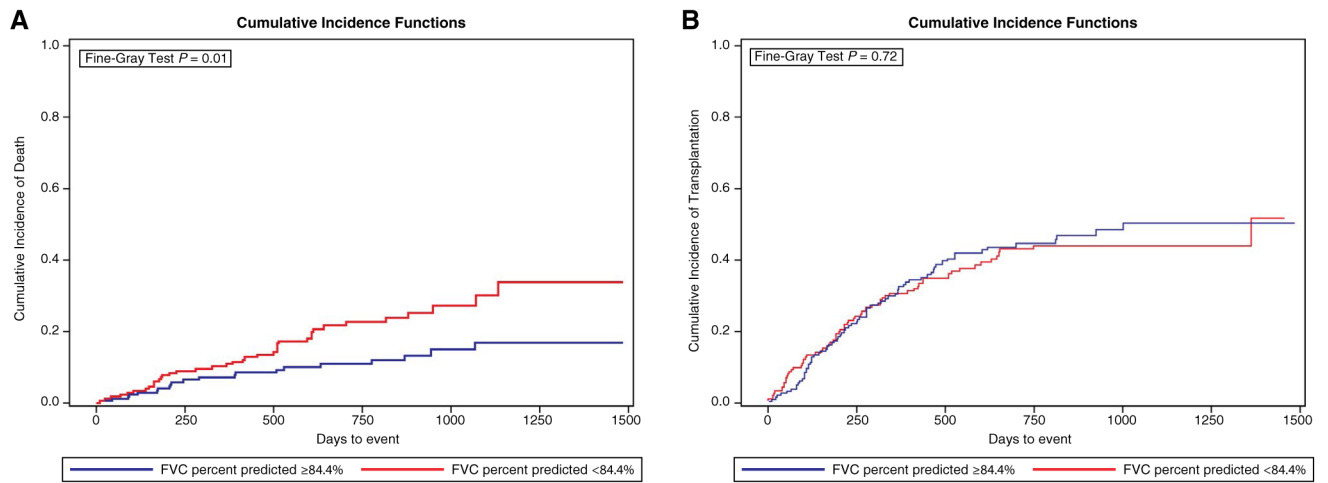 A
Cumulative Incidence Functions
Fine-Gray Test P = 0.01
Cumulative Incidence of Death
1.0
0.8
0.6
0.4
0.2
0.0
0 250 500 750 1000 1250 1500
Days to event
FVC percent predicted ≥84.4% FVC percent predicted <84.4%
B
Cumulative Incidence Functions
Fine-Gray Test P = 0.72
Cumulative Incidence of Transplantation
1.0
0.8
0.6
0.4
0.2
0.0
0 250 500 750 1000 1250 1500
Days to event
FVC percent predicted ≥84.4% FVC percent predicted <84.4%